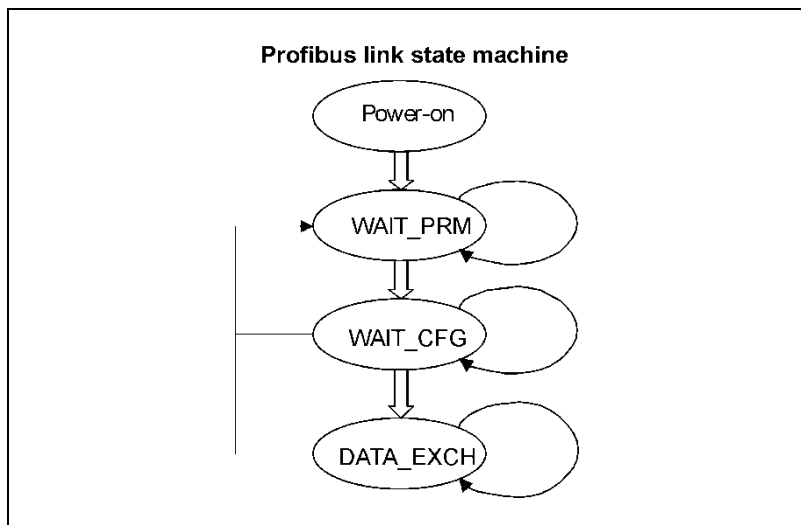 Profibus link state machine
Power-on
WAIT_PRM
WAIT_CFG
DATA_EXCH